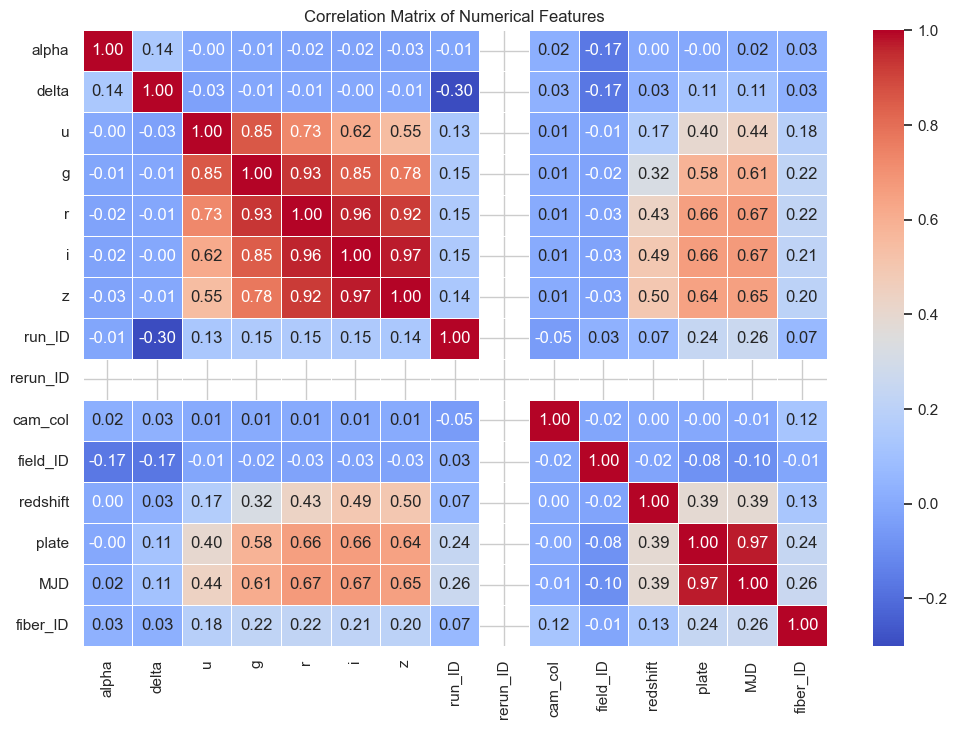 Correlation Matrix of Numerical Features
alpha 1.00 0.14 -0.00 -0.01 -0.02 -0.02 -0.03 -0.01 0.02 -0.17 0.00 -0.00 0.02 0.03
delta 0.14 1.00 -0.03 -0.01 -0.01 -0.00 -0.01 -0.30 0.03 -0.17 0.03 0.11 0.11 0.03
u -0.00 -0.03 1.00 0.85 0.73 0.62 0.55 0.13 0.01 -0.01 0.17 0.40 0.44 0.18
g -0.01 -0.01 0.85 1.00 0.93 0.85 0.78 0.15 0.01 -0.02 0.32 0.58 0.61 0.22
r -0.02 -0.01 0.73 0.93 1.00 0.96 0.92 0.15 0.01 -0.03 0.43 0.66 0.67 0.22
i -0.02 -0.00 0.62 0.85 0.96 1.00 0.97 0.15 0.01 -0.03 0.49 0.66 0.67 0.21
z -0.03 -0.01 0.55 0.78 0.92 0.97 1.00 0.14 0.01 -0.03 0.50 0.64 0.65 0.20
run_ID -0.01 -0.30 0.13 0.15 0.15 0.15 0.14 1.00 -0.05 0.03 0.07 0.24 0.26 0.07
rerun_ID
cam_col 0.02 0.03 0.01 0.01 0.01 0.01 0.01 -0.05 1.00 -0.02 0.00 -0.00 -0.01 0.12
field_ID -0.17 -0.17 -0.01 -0.02 -0.03 -0.03 -0.03 0.03 -0.02 1.00 -0.02 -0.08 -0.10 -0.01
redshift 0.00 0.03 0.17 0.32 0.43 0.49 0.50 0.07 0.00 -0.02 1.00 0.39 0.39 0.13
plate -0.00 0.11 0.40 0.58 0.66 0.66 0.64 0.24 -0.00 -0.08 0.39 1.00 0.97 0.24
MJD 0.02 0.11 0.44 0.61 0.67 0.67 0.65 0.26 -0.01 -0.10 0.39 0.97 1.00 0.26
fiber_ID 0.03 0.03 0.18 0.22 0.22 0.21 0.20 0.07 0.12 -0.01 0.13 0.24 0.26 1.00
alpha delta u g r i z run_ID rerun_ID cam_col field_ID redshift plate MJD fiber_ID
1.0
0.8
0.6
0.4
0.2
0.0
−0.2